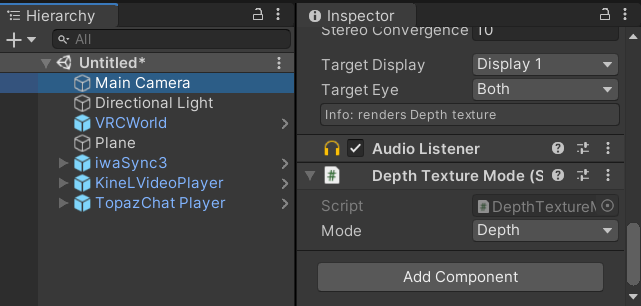 Hierarchy
All
Untitled*
Main Camera
Directional Light
VRCWorld
Plane
iwaSync3
KineLVideoPlayer
TopazChat Player
Inspector
Stereo Convergence 10
Target Display Display 1
Target Eye Both
Info: renders Depth texture
Audio Listener
Depth Texture Mode (S
Script DepthTextureM
Mode Depth
Add Component